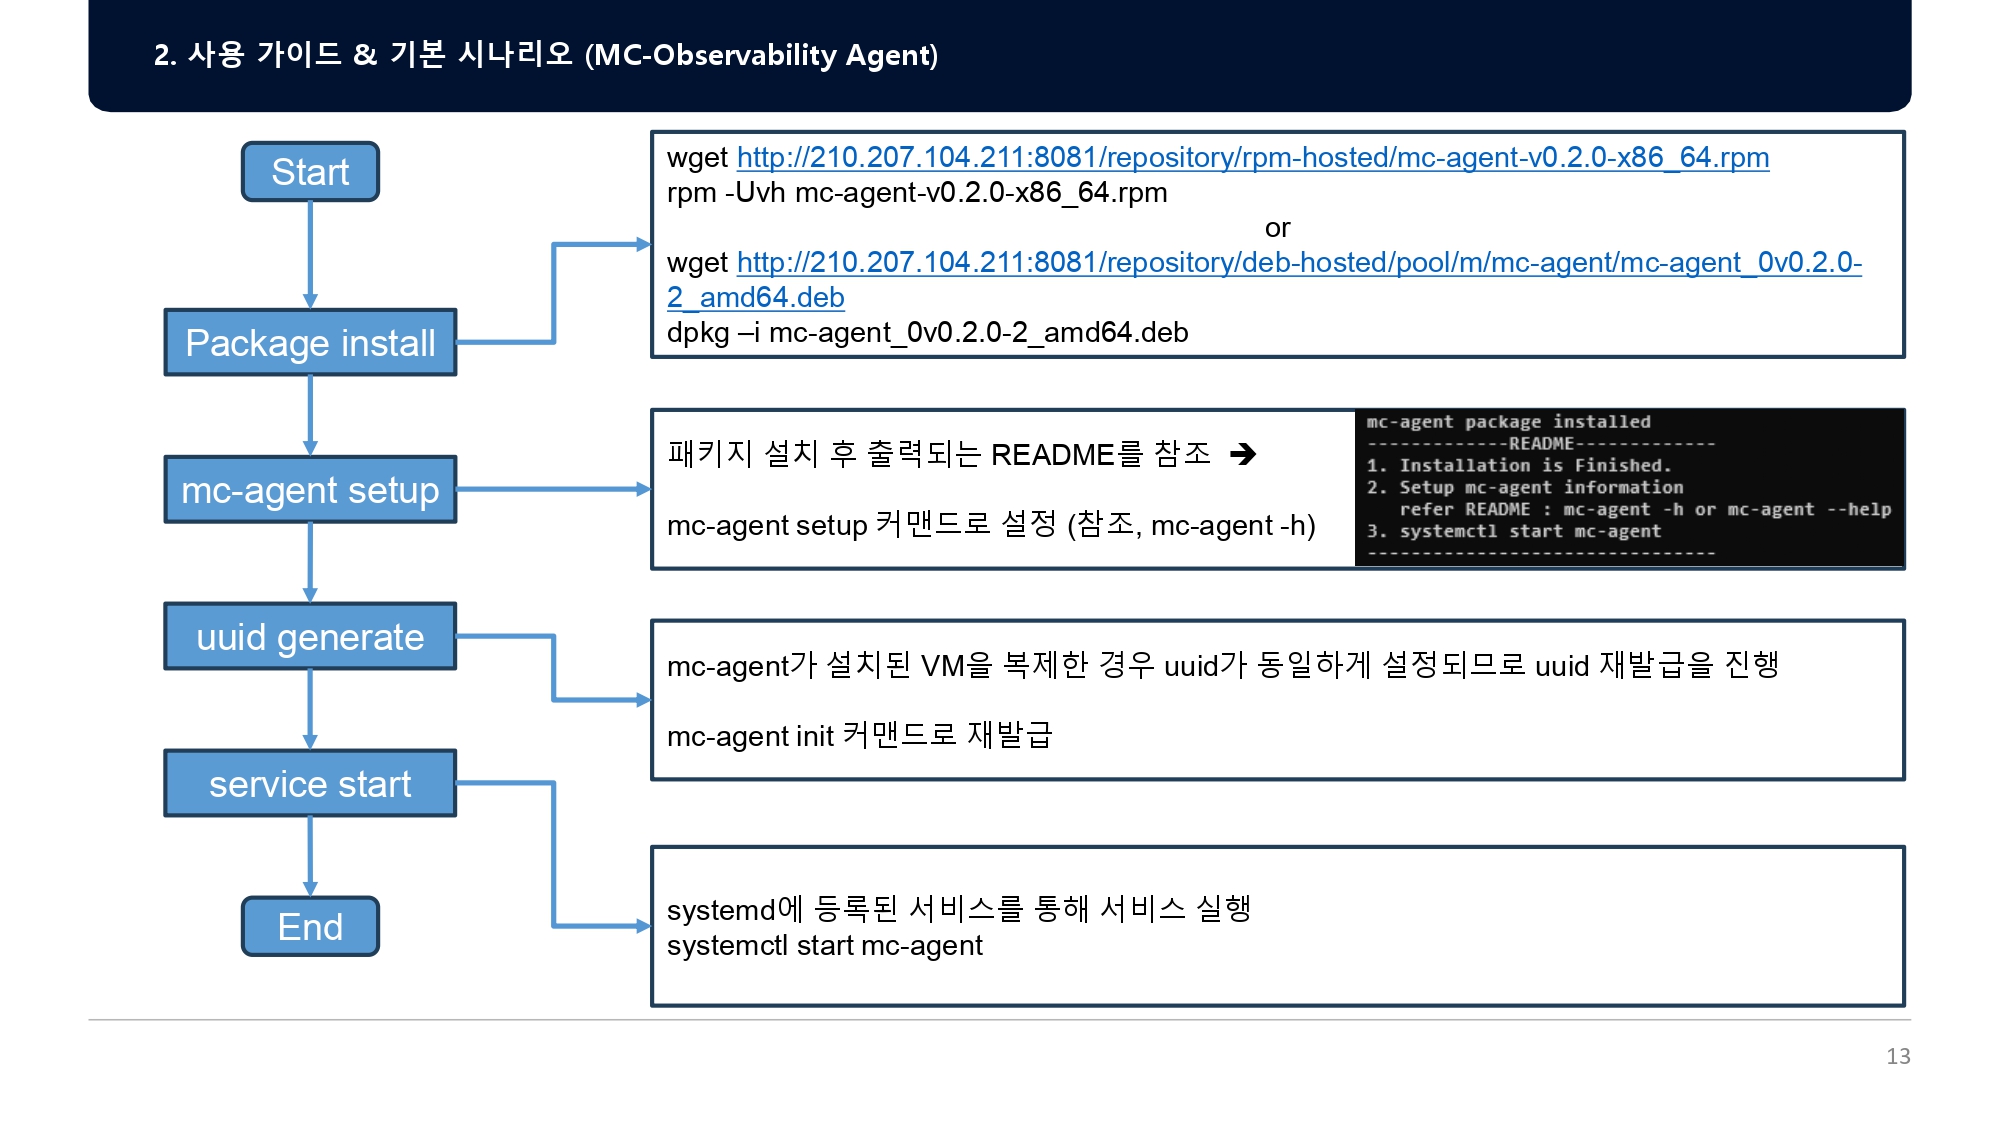 2. 사용 가이드 & 기본 시나리오 (MC-Observability Agent)
Start
Package install
mc-agent setup
uuid generate
service start
End
wget http://210.207.104.211:8081/repository/rpm-hosted/mc-agent-v0.2.0-x86_64.rpm
rpm -Uvh mc-agent-v0.2.0-x86_64.rpm
or
wget http://210.207.104.211:8081/repository/deb-hosted/pool/m/mc-agent/mc-agent_0v0.2.0-
2_amd64.deb
dpkg –i mc-agent_0v0.2.0-2_amd64.deb
패키지 설치 후 출력되는 README를 참조 ➔
mc-agent setup 커맨드로 설정 (참조, mc-agent -h)
mc-agent package installed
-------------README-------------
1. Installation is Finished.
2. Setup mc-agent information
refer README : mc-agent -h or mc-agent --help
3. systemctl start mc-agent
--------------------------------
mc-agent가 설치된 VM을 복제한 경우 uuid가 동일하게 설정되므로 uuid 재발급을 진행
mc-agent init 커맨드로 재발급
systemd에 등록된 서비스를 통해 서비스 실행
systemctl start mc-agent
13